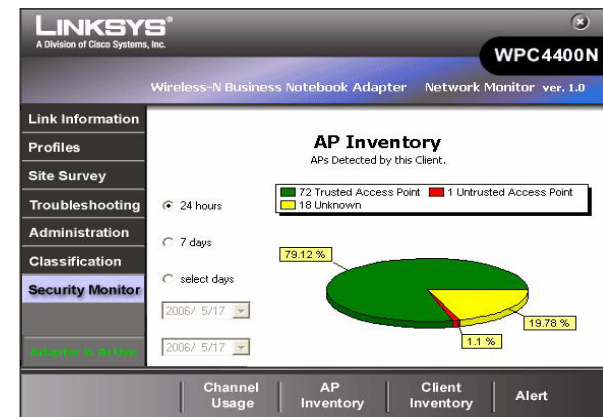 LINKSYS®
A Division of Cisco Systems, Inc.
WPC4400N
Wireless-N Business Notebook Adapter Network Monitor ver. 1.0
Link Information
Profiles
Site Survey
Troubleshooting
Administration
Classification
Security Monitor
Adapter is Active
AP Inventory
APs Detected by this Client.
72 Trusted Access Point 1 Untrusted Access Point
18 Unknown
24 hours
7 days
select days
2006/ 5/17
2006/ 5/17
79.12 %
19.78 %
1.1 %
Channel Usage
AP Inventory
Client Inventory
Alert